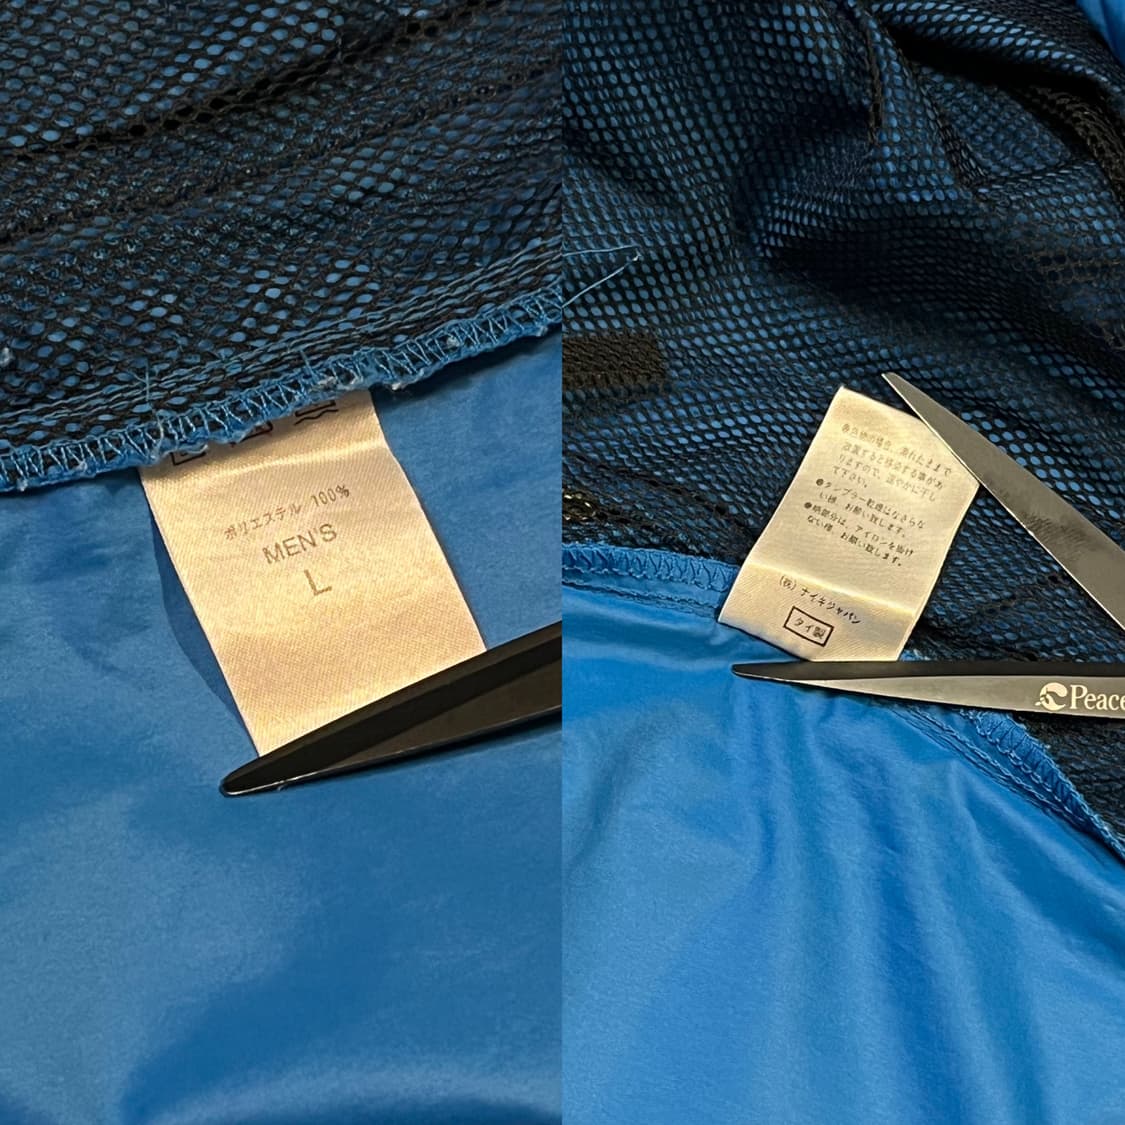 ポリエステル 100%
MEN'S
L
濃色物の場合、濡れたままで
放置すると移染する事があ
りますので、速やかに干し
て下さい。
●タンブラー乾燥はなさらな
い様、お願い致します。
●柄部分は、アイロンを掛け
ない様、お願い致します。
(株) ナイキジャパン
タイ製
Peace